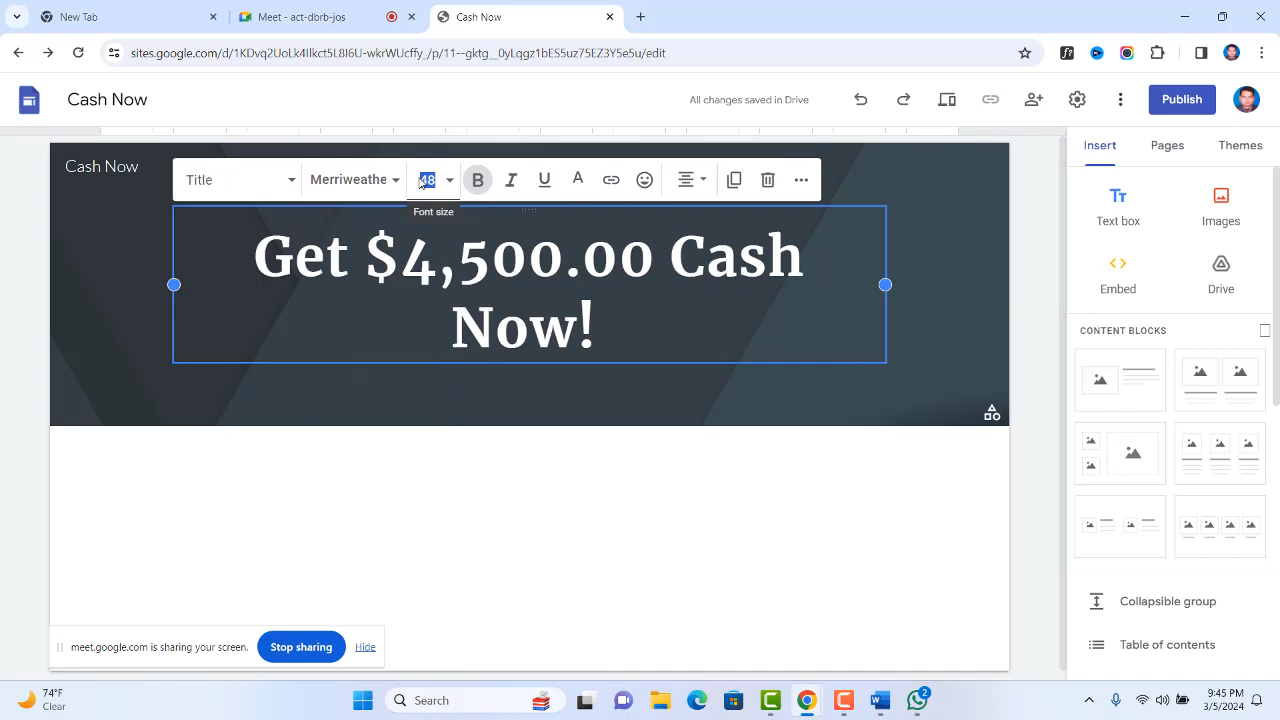 New Tab
Meet - act-dbrb-jos
Cash Now
sites.google.com/d/1KDvq2UoLk4Ilkct5L8I6U-wkrWUcffy_/p/11--gktg__0yLqgz1bES5uz75EZ3Y5e5u/edit
Cash Now
All changes saved in Drive
Publish
Insert
Pages
Themes
Cash Now
Title
Merriweathe
48
B
I
U
A
Font size
Get $4,500.00 Cash
Now!
Text box
Images
Embed
Drive
CONTENT BLOCKS
Collapsible group
Table of contents
meet.google.com is sharing your screen.
Stop sharing
Hide
74°F
Clear
Search
2
9:45 PM
3/5/2024